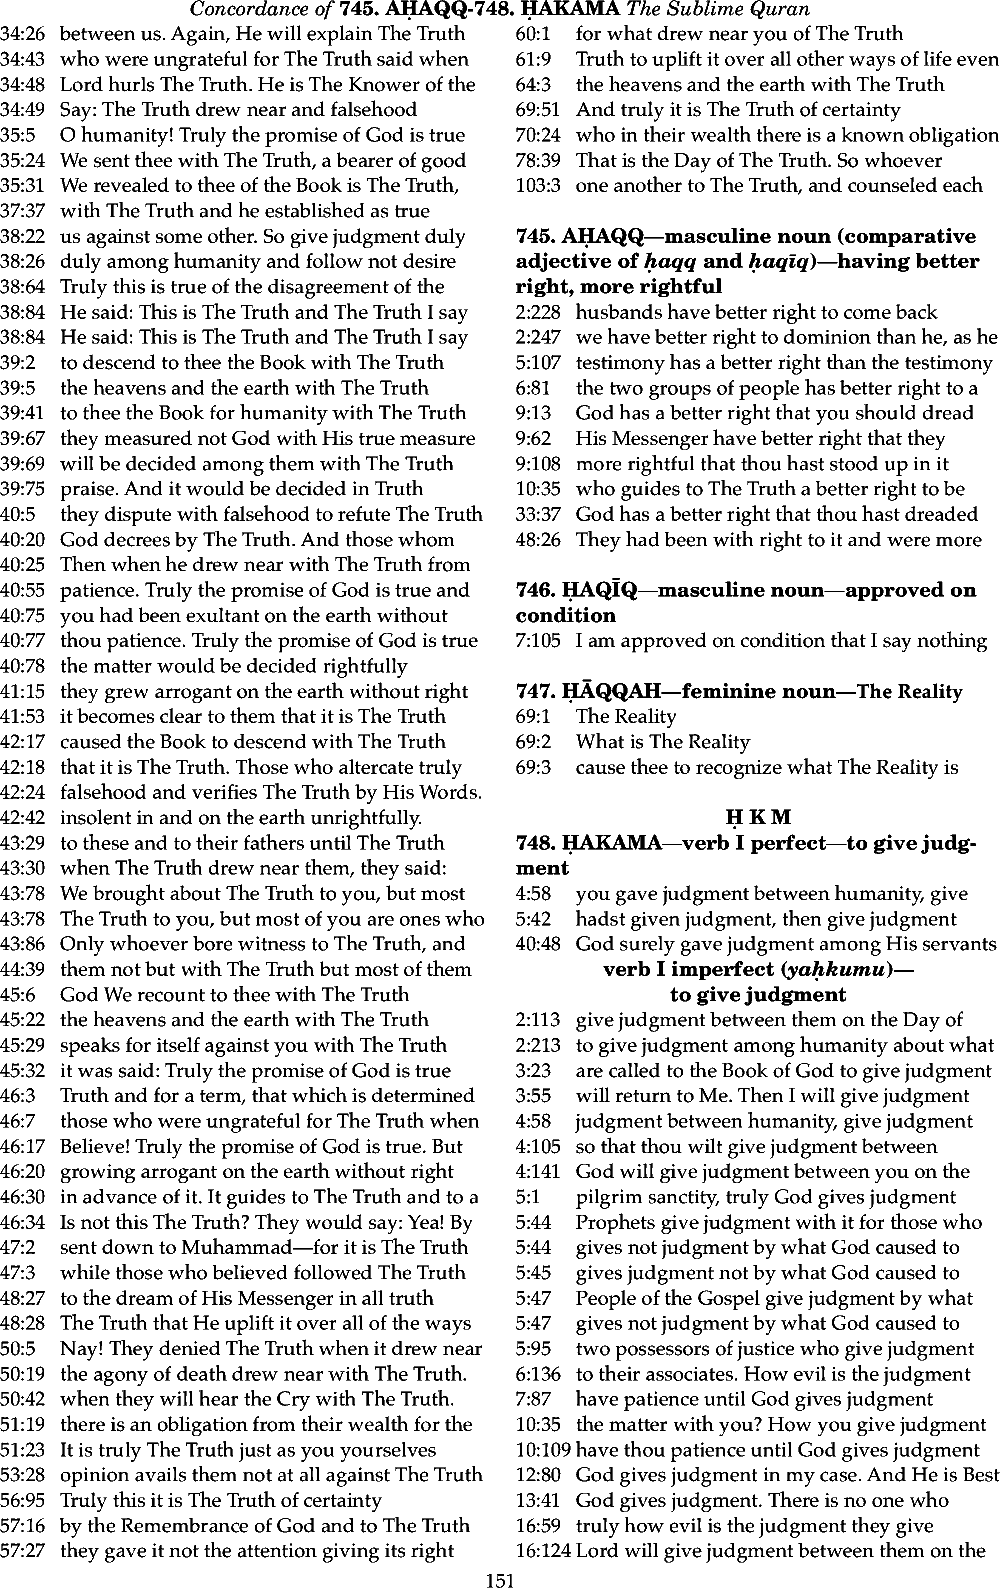 Concordance of 745. AḤAQQ-748. ḤAKAMA The Sublime Quran
34:26 between us. Again, He will explain The Truth
34:43 who were ungrateful for The Truth said when
34:48 Lord hurls The Truth. He is The Knower of the
34:49 Say: The Truth drew near and falsehood
35:5 O humanity! Truly the promise of God is true
35:24 We sent thee with The Truth, a bearer of good
35:31 We revealed to thee of the Book is The Truth,
37:37 with The Truth and he established as true
38:22 us against some other. So give judgment duly
38:26 duly among humanity and follow not desire
38:64 Truly this is true of the disagreement of the
38:84 He said: This is The Truth and The Truth I say
38:84 He said: This is The Truth and The Truth I say
39:2 to descend to thee the Book with The Truth
39:5 the heavens and the earth with The Truth
39:41 to thee the Book for humanity with The Truth
39:67 they measured not God with His true measure
39:69 will be decided among them with The Truth
39:75 praise. And it would be decided in Truth
40:5 they dispute with falsehood to refute The Truth
40:20 God decrees by The Truth. And those whom
40:25 Then when he drew near with The Truth from
40:55 patience. Truly the promise of God is true and
40:75 you had been exultant on the earth without
40:77 thou patience. Truly the promise of God is true
40:78 the matter would be decided rightfully
41:15 they grew arrogant on the earth without right
41:53 it becomes clear to them that it is The Truth
42:17 caused the Book to descend with The Truth
42:18 that it is The Truth. Those who altercate truly
42:24 falsehood and verifies The Truth by His Words.
42:42 insolent in and on the earth unrightfully.
43:29 to these and to their fathers until The Truth
43:30 when The Truth drew near them, they said:
43:78 We brought about The Truth to you, but most
43:78 The Truth to you, but most of you are ones who
43:86 Only whoever bore witness to The Truth, and
44:39 them not but with The Truth but most of them
45:6 God We recount to thee with The Truth
45:22 the heavens and the earth with The Truth
45:29 speaks for itself against you with The Truth
45:32 it was said: Truly the promise of God is true
46:3 Truth and for a term, that which is determined
46:7 those who were ungrateful for The Truth when
46:17 Believe! Truly the promise of God is true. But
46:20 growing arrogant on the earth without right
46:30 in advance of it. It guides to The Truth and to a
46:34 Is not this The Truth? They would say: Yea! By
47:2 sent down to Muhammad—for it is The Truth
47:3 while those who believed followed The Truth
48:27 to the dream of His Messenger in all truth
48:28 The Truth that He uplift it over all of the ways
50:5 Nay! They denied The Truth when it drew near
50:19 the agony of death drew near with The Truth.
50:42 when they will hear the Cry with The Truth.
51:19 there is an obligation from their wealth for the
51:23 It is truly The Truth just as you yourselves
53:28 opinion avails them not at all against The Truth
56:95 Truly this it is The Truth of certainty
57:16 by the Remembrance of God and to The Truth
57:27 they gave it not the attention giving its right
60:1 for what drew near you of The Truth
61:9 Truth to uplift it over all other ways of life even
64:3 the heavens and the earth with The Truth
69:51 And truly it is The Truth of certainty
70:24 who in their wealth there is a known obligation
78:39 That is the Day of The Truth. So whoever
103:3 one another to The Truth, and counseled each
745. AḤAQQ—masculine noun (comparative
adjective of ḥaqq and ḥaqīq)—having better
right, more rightful
2:228 husbands have better right to come back
2:247 we have better right to dominion than he, as he
5:107 testimony has a better right than the testimony
6:81 the two groups of people has better right to a
9:13 God has a better right that you should dread
9:62 His Messenger have better right that they
9:108 more rightful that thou hast stood up in it
10:35 who guides to The Truth a better right to be
33:37 God has a better right that thou hast dreaded
48:26 They had been with right to it and were more
746. ḤAQĪQ—masculine noun—approved on
condition
7:105 I am approved on condition that I say nothing
747. ḤĀQQAH—feminine noun—The Reality
69:1 The Reality
69:2 What is The Reality
69:3 cause thee to recognize what The Reality is
Ḥ K M
748. ḤAKAMA—verb I perfect—to give judg-
ment
4:58 you gave judgment between humanity, give
5:42 hadst given judgment, then give judgment
40:48 God surely gave judgment among His servants
verb I imperfect (yaḥkumu)—
to give judgment
2:113 give judgment between them on the Day of
2:213 to give judgment among humanity about what
3:23 are called to the Book of God to give judgment
3:55 will return to Me. Then I will give judgment
4:58 judgment between humanity, give judgment
4:105 so that thou wilt give judgment between
4:141 God will give judgment between you on the
5:1 pilgrim sanctity, truly God gives judgment
5:44 Prophets give judgment with it for those who
5:44 gives not judgment by what God caused to
5:45 gives judgment not by what God caused to
5:47 People of the Gospel give judgment by what
5:47 gives not judgment by what God caused to
5:95 two possessors of justice who give judgment
6:136 to their associates. How evil is the judgment
7:87 have patience until God gives judgment
10:35 the matter with you? How you give judgment
10:109 have thou patience until God gives judgment
12:80 God gives judgment in my case. And He is Best
13:41 God gives judgment. There is no one who
16:59 truly how evil is the judgment they give
16:124 Lord will give judgment between them on the
151